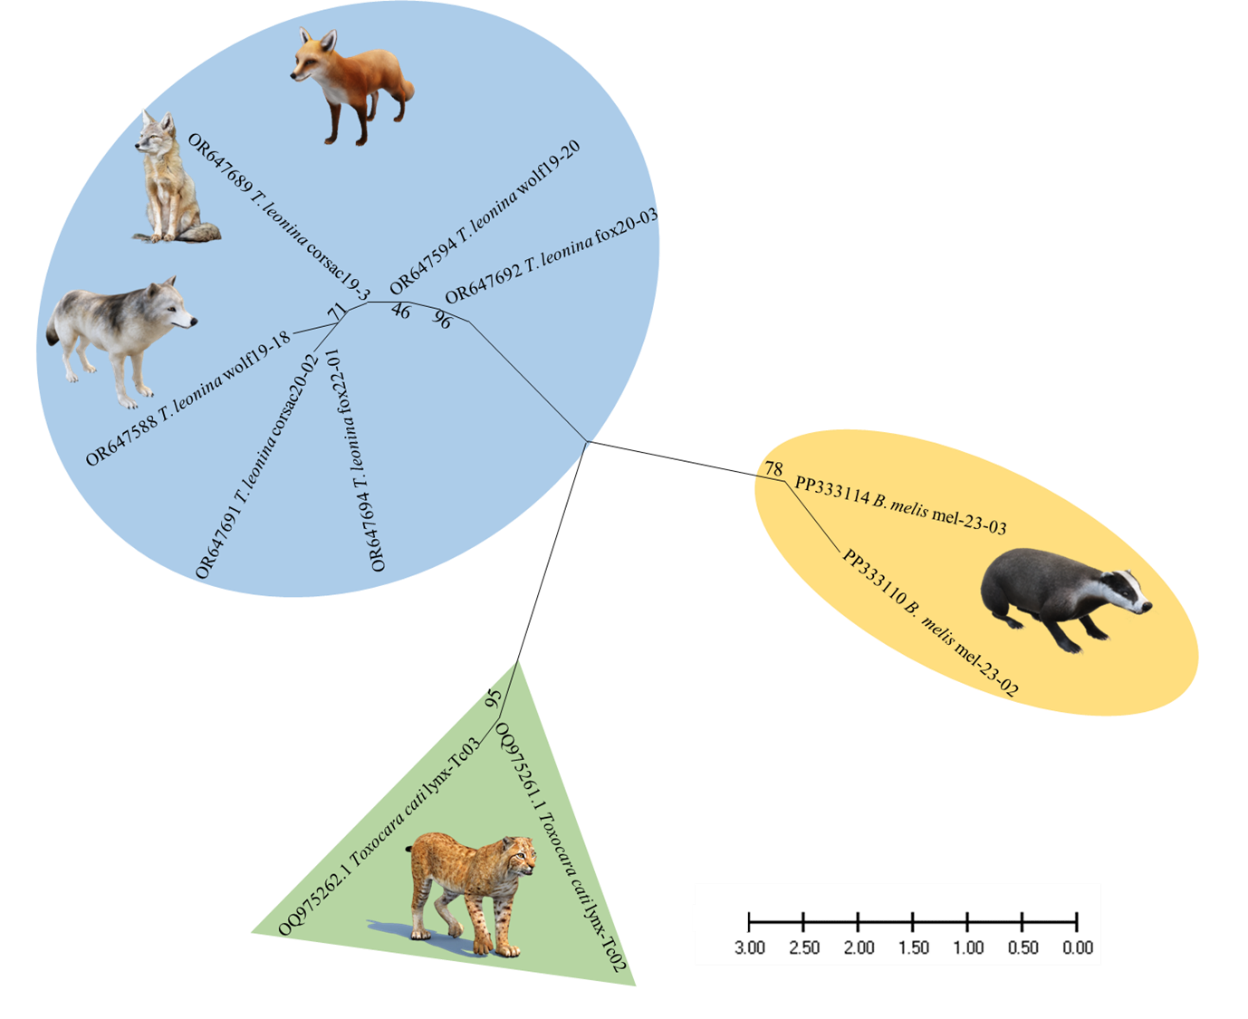 OR647689 T. leonina corsac19-3
OR647594 T. leonina wolf19-20
OR647692 T. leonina fox20-03
71
46
96
OR647588 T. leonina wolf19-18
OR647691 T. leonina corsac20-02
OR647694 T. leonina fox22-01
78
PP333114 B. melis mel-23-03
PP333110 B. melis mel-23-02
95
OQ975262.1 Toxocara cati lynx-Tc03
OQ975261.1 Toxocara cati lynx-Tc02
3.00 2.50 2.00 1.50 1.00 0.50 0.00